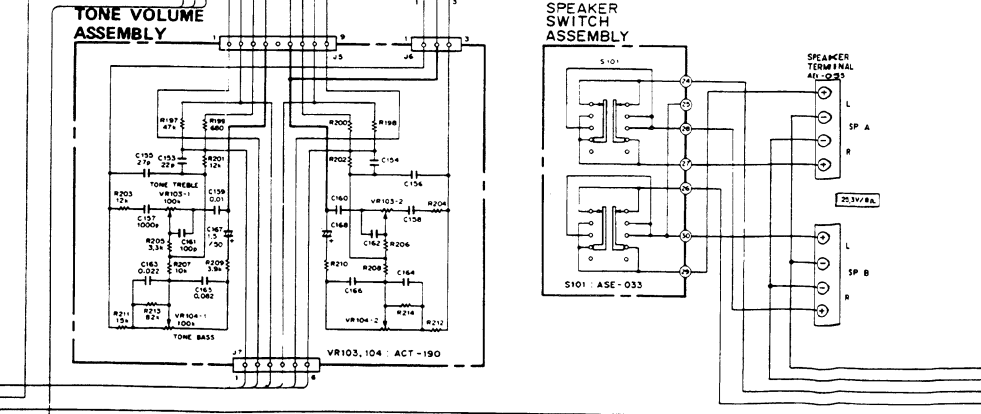 TONE VOLUME
ASSEMBLY
1
9
J5
1
3
J6
3
R197
47k
R199
680
C155
27p
C153
22p
R201
12k
TONE TREBLE
R203
12k
VR103-1
100k
C159
0.01
C157
1000p
R205
3.3k
C161
100p
C167
1.5
/50
C163
0.022
R207
10k
R209
3.9k
C165
0.082
R211
15k
R213
82k
VR104-1
100k
TONE BASS
R200
R198
R202
C154
C156
C160
VR103-2
C158
R204
C168
C162
R206
R210
R208
C164
C166
R214
VR104-2
R212
J7
1
6
VR103, 104 : ACT-190
SPEAKER
SWITCH
ASSEMBLY
S101
24
25
28
27
26
30
29
S101 : ASE-033
SPEAKER
TERMINAL
L
SP A
R
25.3V/8Ω
L
SP B
R